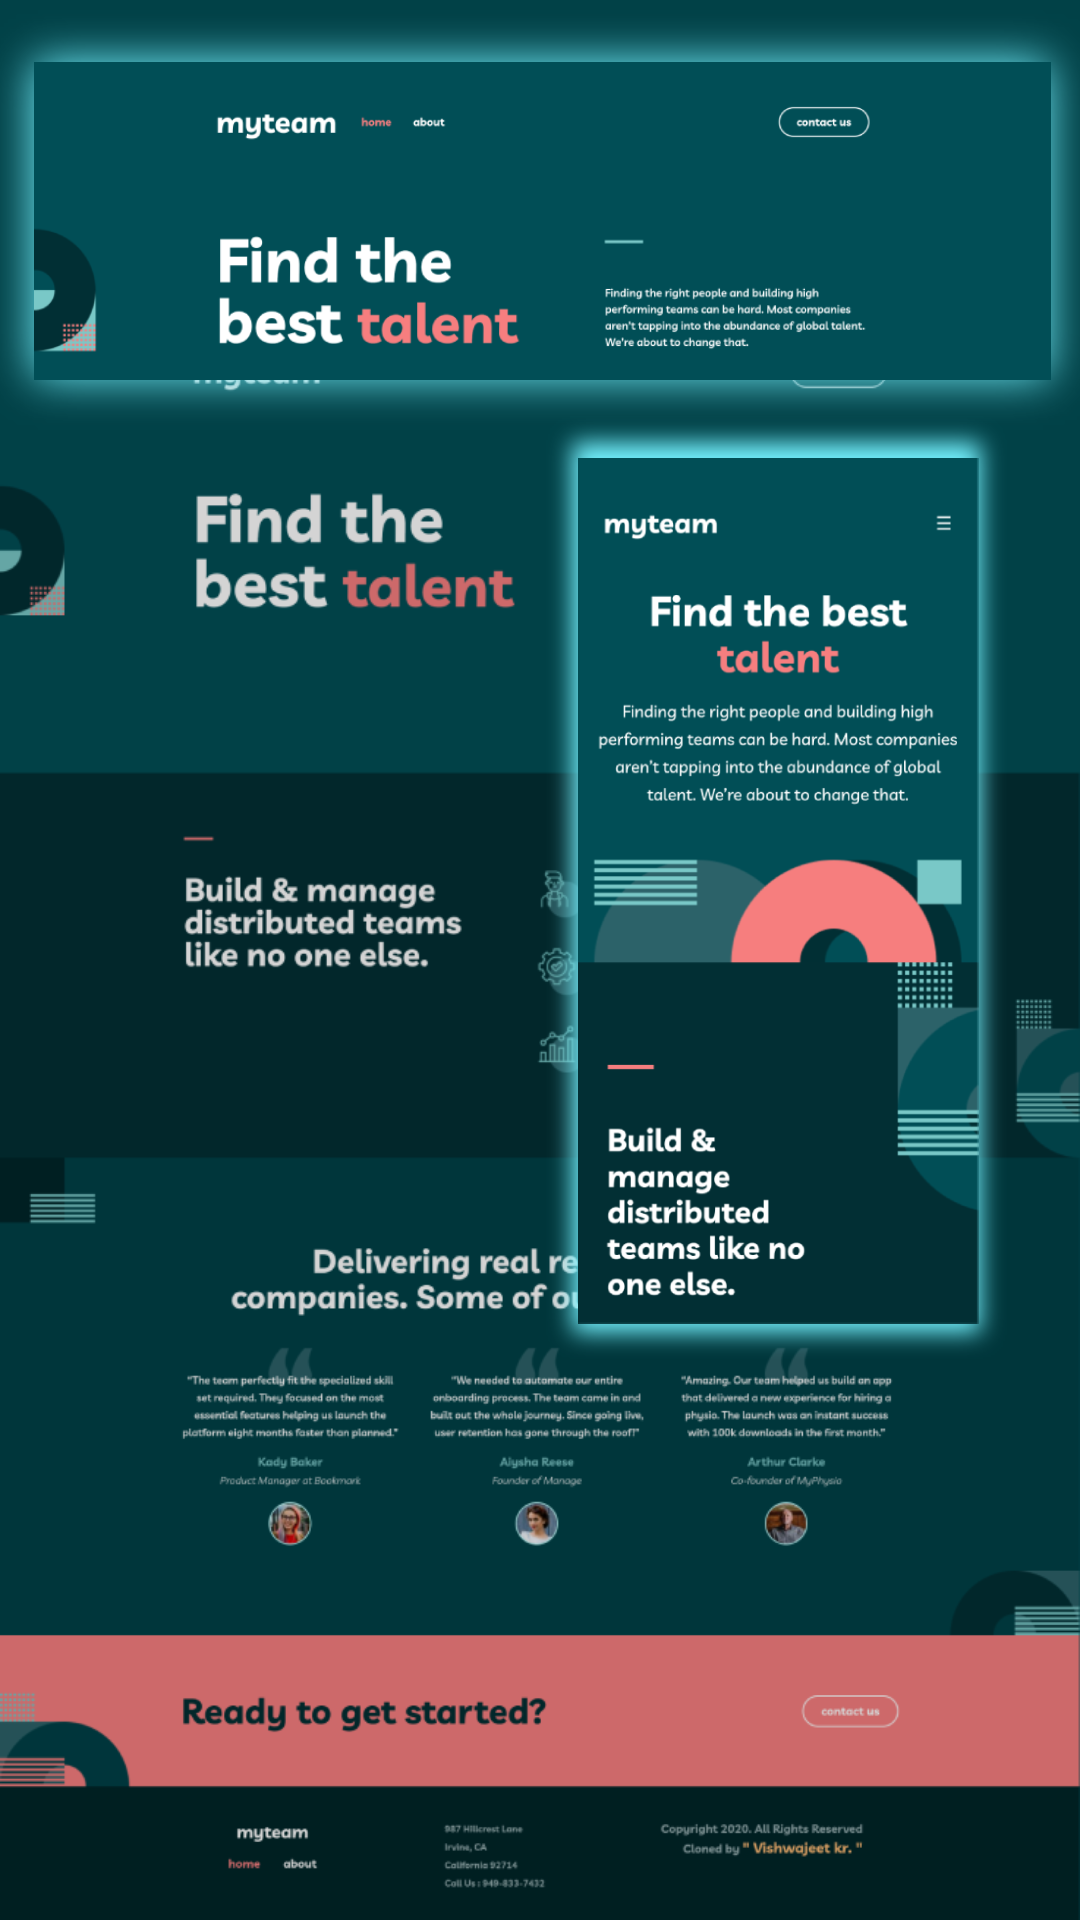 myteam home about contact us
Find the
best talent
Finding the right people and building high
performing teams can be hard. Most companies
aren't tapping into the abundance of global talent.
We're about to change that.
Find the
best talent
myteam
☰
Find the best
talent
Finding the right people and building high
performing teams can be hard. Most companies
aren't tapping into the abundance of global
talent. We're about to change that.
Build &
manage
distributed
teams like no
one else.
Build & manage
distributed teams
like no one else.
Delivering real
companies. Some of
"The team perfectly fit the specialized skill
set required. They focused on the most
essential features helping us launch the
platform eight months faster than planned."
Kady Baker
Product Manager at Bookmark
"We needed to automate our entire
onboarding process. The team came in and
built out the whole journey. Since going live,
user retention has gone through the roof!"
Aiysha Reese
Founder of Manage
"Amazing. Our team helped us build an app
that delivered a new experience for hiring a
physio. The launch was an instant success
with 100k downloads in the first month."
Arthur Clarke
Co-founder of MyPhysio
Ready to get started?
contact us
myteam
home about
987 Hillcrest Lane
Irvine, CA
California 92714
Call Us : 949-833-7432
Copyright 2020. All Rights Reserved
Cloned by " Vishwajeet kr. "